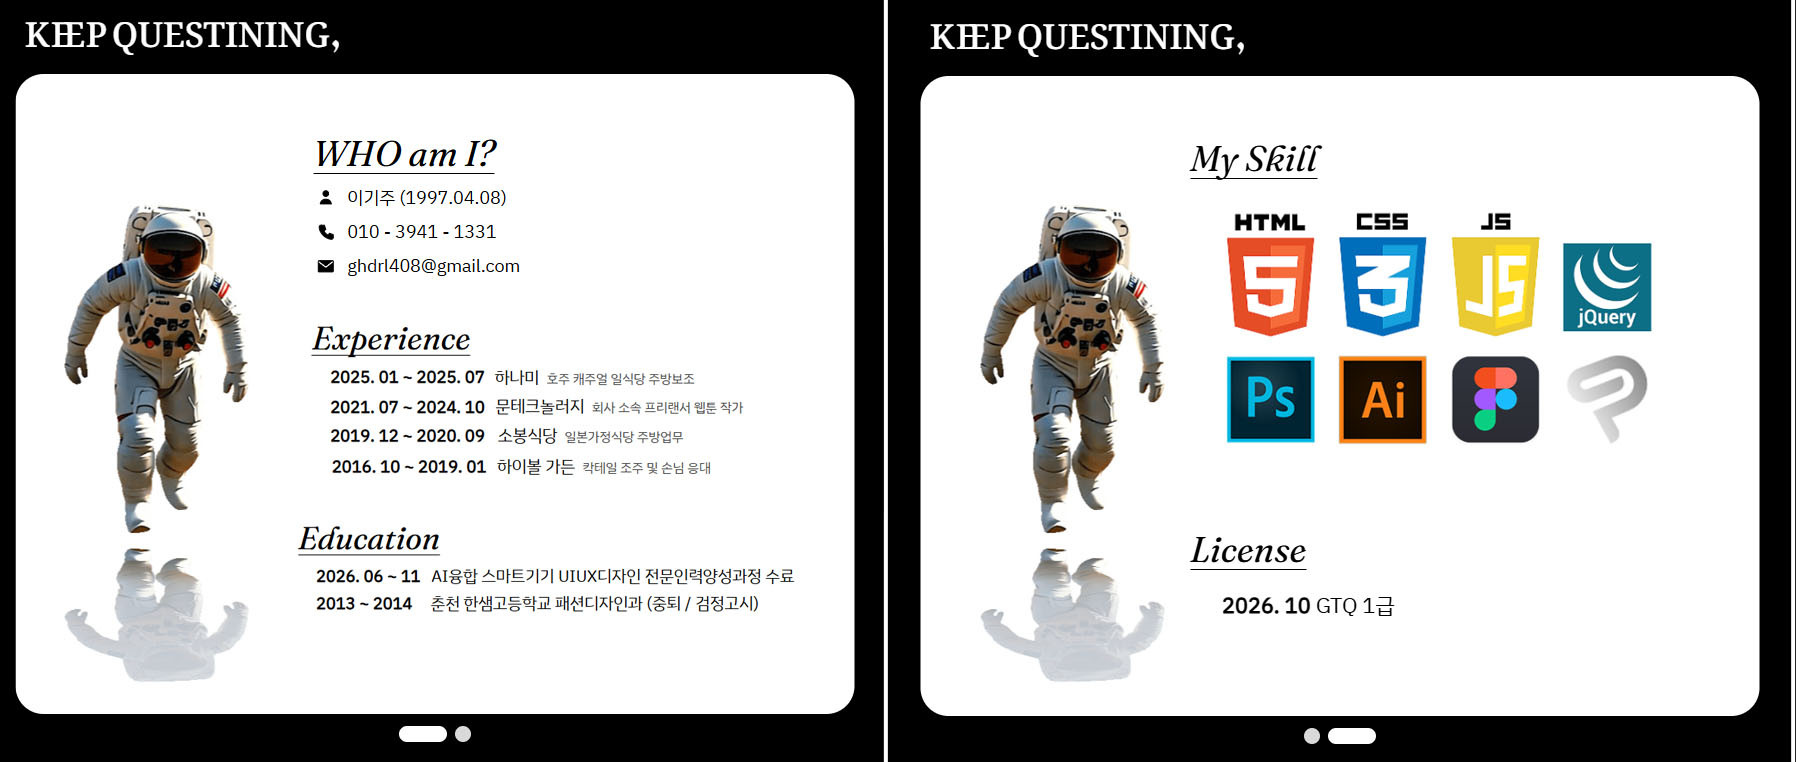 KEEP QUESTINING,
WHO am I?
이기주 (1997.04.08)
010 - 3941 - 1331
ghdrl408@gmail.com
Experience
2025. 01 ~ 2025. 07 하나미 호주 캐주얼 일식당 주방보조
2021. 07 ~ 2024. 10 문테크놀러지 회사 소속 프리랜서 웹툰 작가
2019. 12 ~ 2020. 09 소봉식당 일본가정식당 주방업무
2016. 10 ~ 2019. 01 하이볼 가든 칵테일 조주 및 손님 응대
Education
2026. 06 ~ 11 AI융합 스마트기기 UIUX디자인 전문인력양성과정 수료
2013 ~ 2014 춘천 한샘고등학교 패션디자인과 (중퇴 / 검정고시)
KEEP QUESTINING,
My Skill
HTML CSS JS
5 3 JS jQuery
Ps Ai
License
2026. 10 GTQ 1급